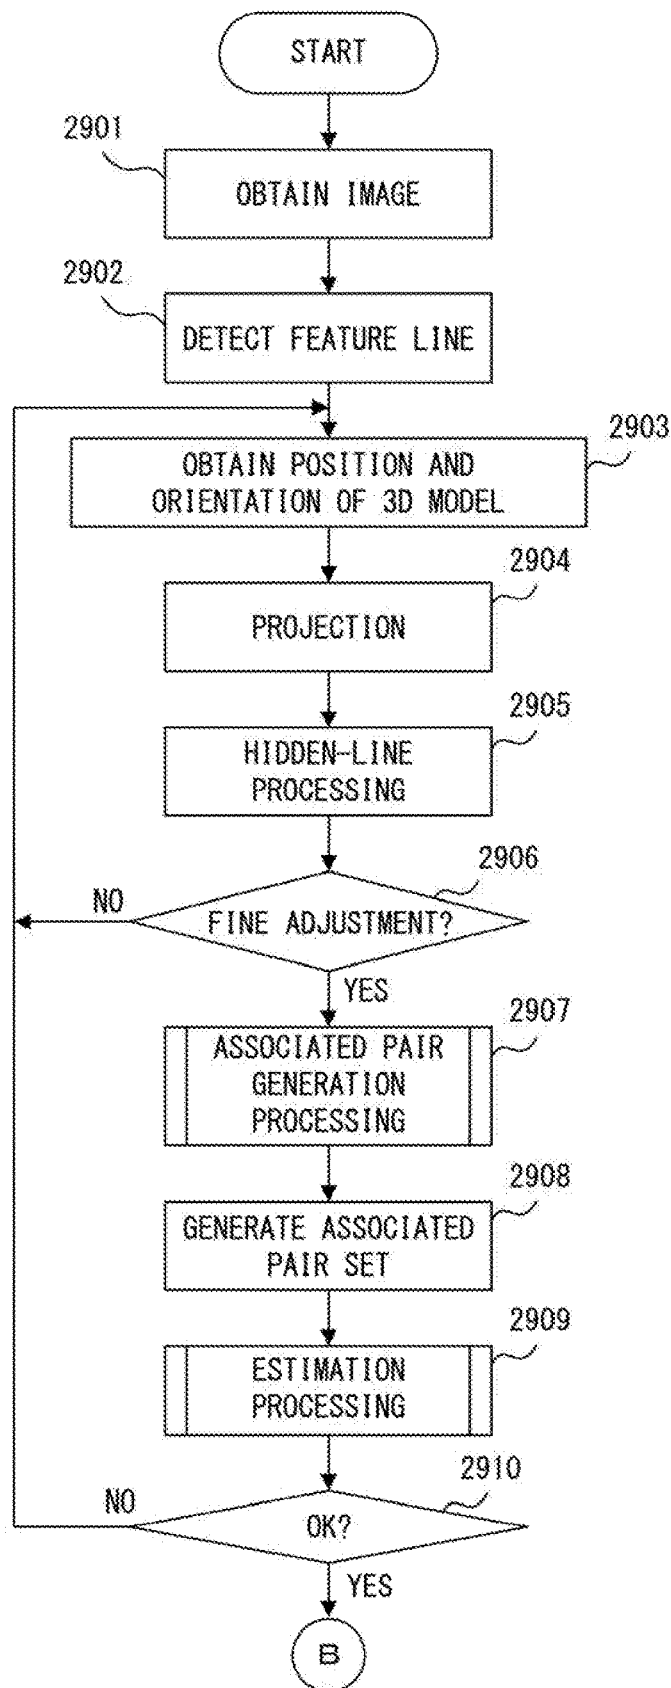 START
2901
OBTAIN IMAGE
2902
DETECT FEATURE LINE
2903
OBTAIN POSITION AND
ORIENTATION OF 3D MODEL
2904
PROJECTION
2905
HIDDEN-LINE
PROCESSING
2906
NO
FINE ADJUSTMENT?
YES
2907
ASSOCIATED PAIR
GENERATION
PROCESSING
2908
GENERATE ASSOCIATED
PAIR SET
2909
ESTIMATION
PROCESSING
2910
NO
OK?
YES
B